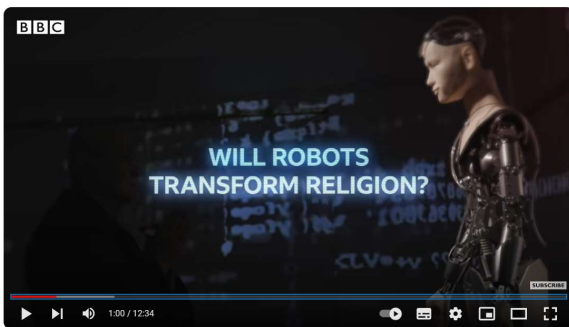 BBC
WILL ROBOTS
TRANSFORM RELIGION?
SUBSCRIBE
1:00 / 12:34